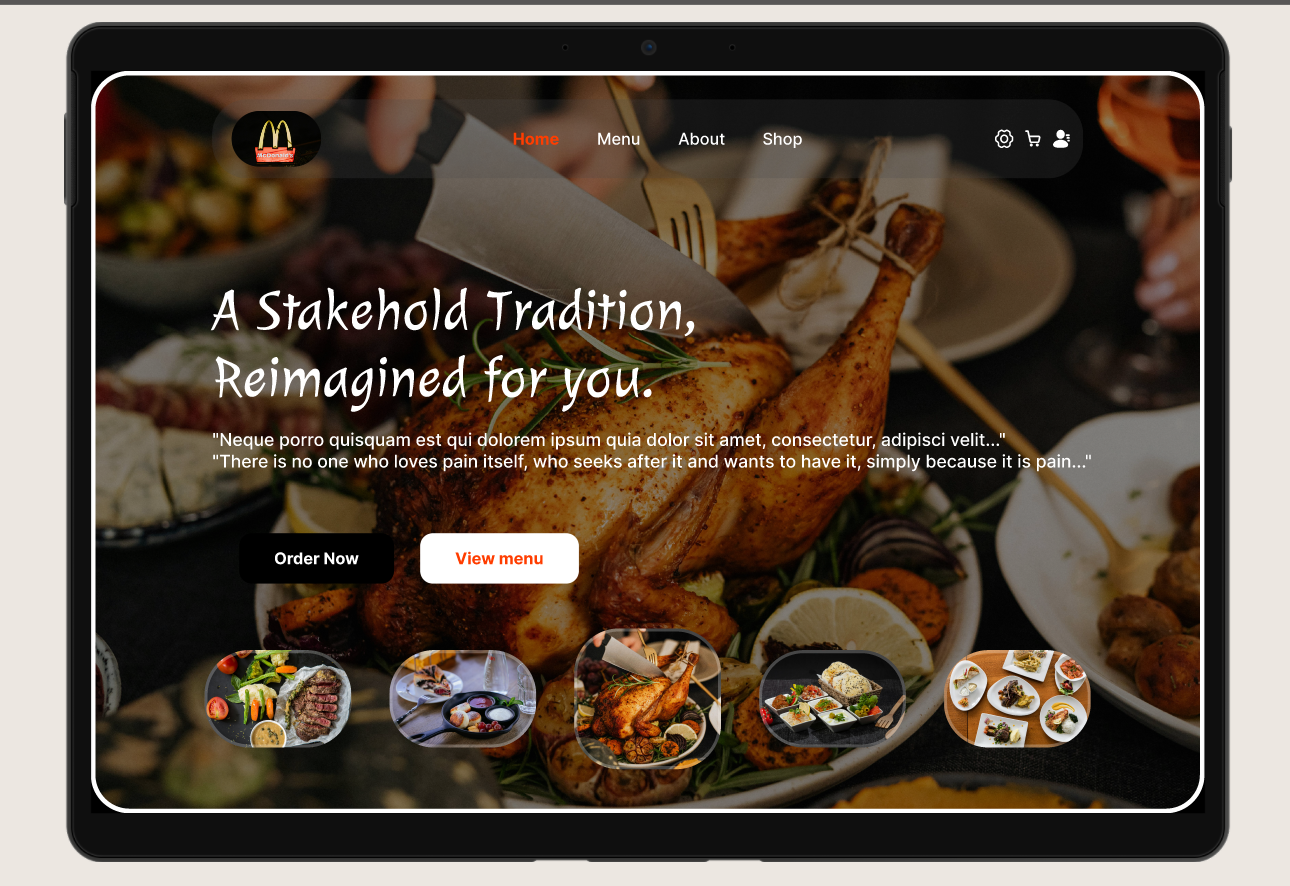 McDonald's
Home Menu About Shop
A Stakehold Tradition,
Reimagined for you.
"Neque porro quisquam est qui dolorem ipsum quia dolor sit amet, consectetur, adipisci velit..."
"There is no one who loves pain itself, who seeks after it and wants to have it, simply because it is pain..."
Order Now View menu